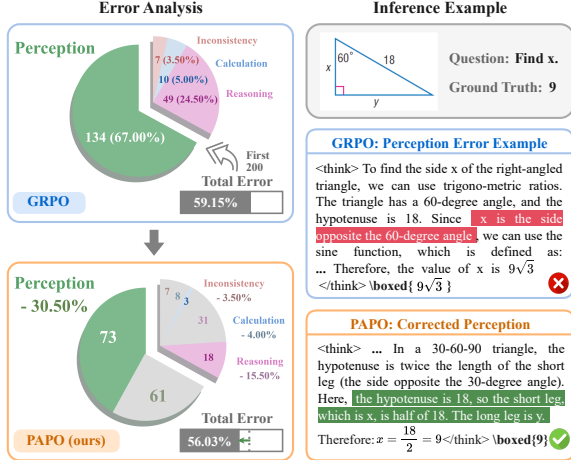 Error Analysis
Perception
Inconsistency
7 (3.50%)
Calculation
10 (5.00%)
Reasoning
49 (24.50%)
134 (67.00%)
First
200
Total Error
GRPO
59.15%
Perception
- 30.50%
Inconsistency
- 3.50%
7
8
3
Calculation
- 4.00%
31
Reasoning
- 15.50%
18
73
61
Total Error
PAPO (ours)
56.03%
Inference Example
60°
18
x
y
Question: Find x.
Ground Truth: 9
GRPO: Perception Error Example
<think> To find the side x of the right-angled
triangle, we can use trigono-metric ratios.
The triangle has a 60-degree angle, and the
hypotenuse is 18. Since x is the side
opposite the 60-degree angle, we can use the
sine function, which is defined as:
... Therefore, the value of x is 9√3
</think> \boxed{ 9√3 }
PAPO: Corrected Perception
<think> ... In a 30-60-90 triangle, the
hypotenuse is twice the length of the short
leg (the side opposite the 30-degree angle).
Here, the hypotenuse is 18, so the short leg,
which is x, is half of 18. The long leg is y.
Therefore: x = 18/2 = 9</think> \boxed{9}